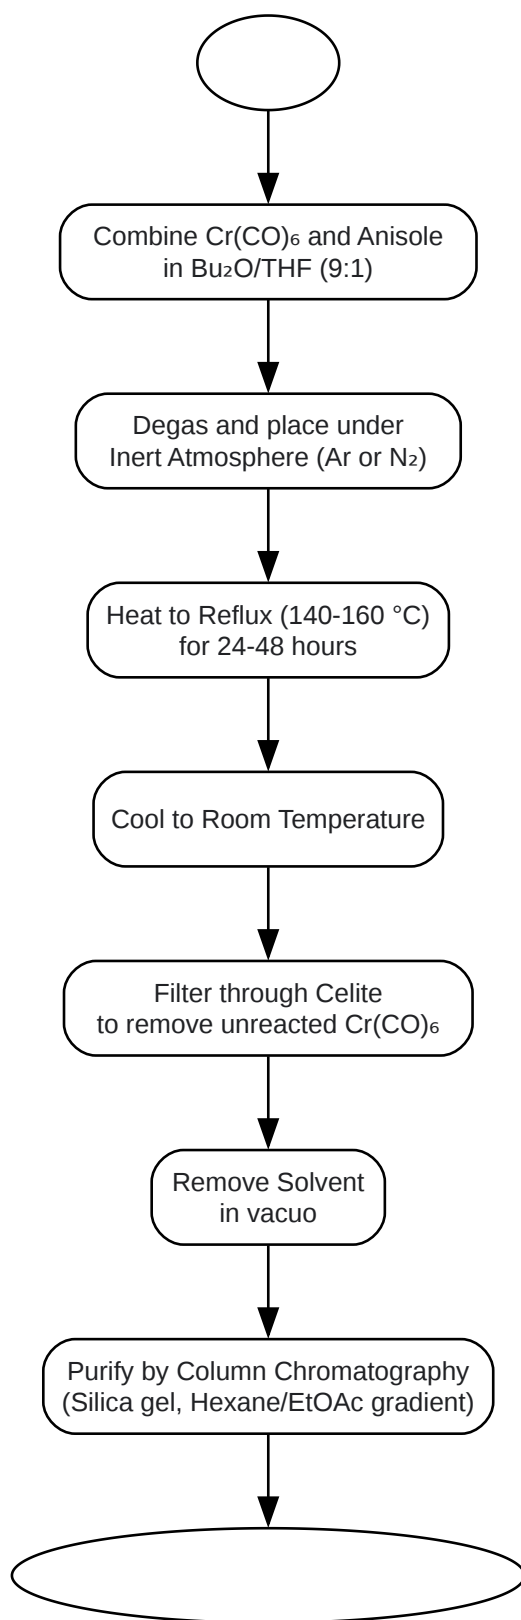 Combine Cr(CO)₆ and Anisole
in Bu₂O/THF (9:1)
Degas and place under
Inert Atmosphere (Ar or N₂)
Heat to Reflux (140-160 °C)
for 24-48 hours
Cool to Room Temperature
Filter through Celite
to remove unreacted Cr(CO)₆
Remove Solvent
in vacuo
Purify by Column Chromatography
(Silica gel, Hexane/EtOAc gradient)